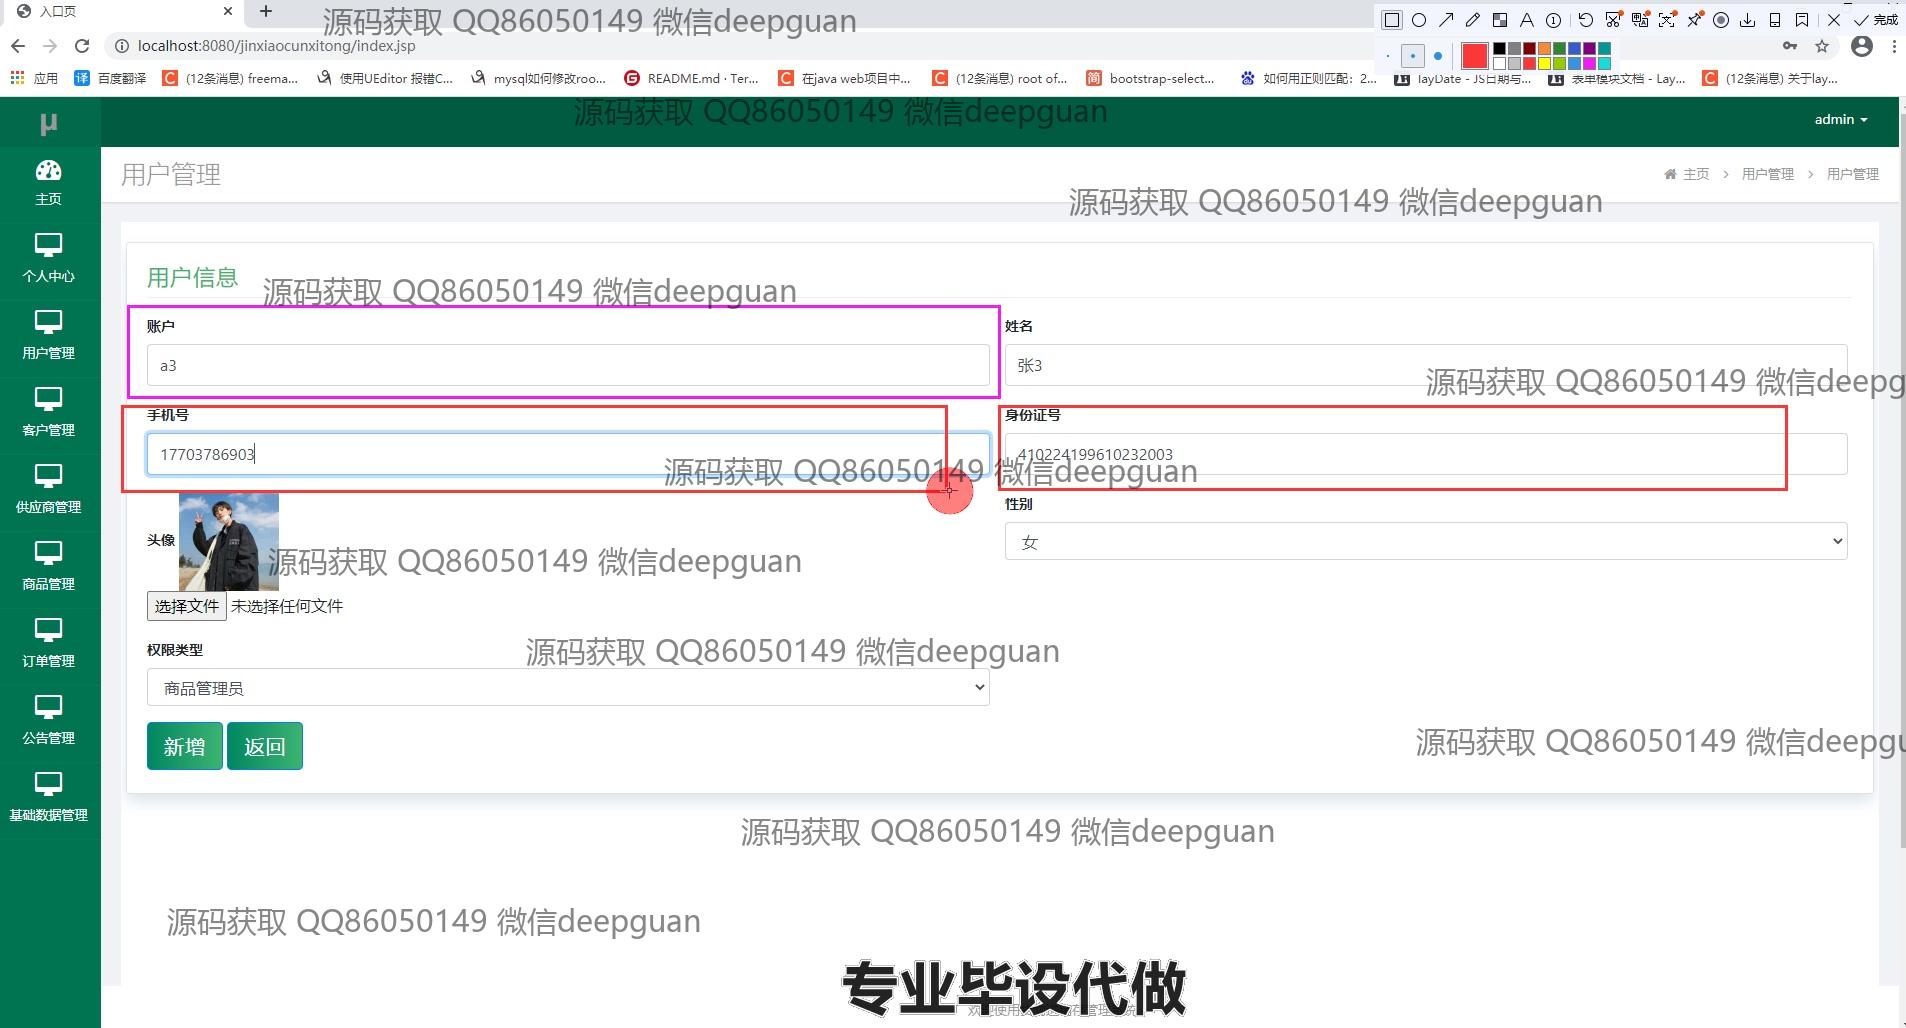 入口页
源码获取 QQ86050149 微信deepguan
完成
localhost:8080/jinxiaocunxitong/index.jsp
应用
译 百度翻译
C (12条消息) freema...
使用UEditor 报错C...
mysql如何修改roo...
README.md · Ter...
C 在java web项目中...
C (12条消息) root of...
简 bootstrap-select...
如何用正则匹配：2...
layDate - JS日期与...
表单模块文档 - Lay...
C (12条消息) 关于lay...
μ
源码获取 QQ86050149 微信deepguan
admin
主页
用户管理
主页 > 用户管理 > 用户管理
源码获取 QQ86050149 微信deepguan
个人中心
用户信息
源码获取 QQ86050149 微信deepguan
账户
姓名
用户管理
a3
张3
源码获取 QQ86050149 微信deepg
手机号
身份证号
客户管理
17703786903
410224199610232003
源码获取 QQ86050149 微信deepguan
供应商管理
性别
头像
女
源码获取 QQ86050149 微信deepguan
商品管理
选择文件 未选择任何文件
权限类型
源码获取 QQ86050149 微信deepguan
订单管理
商品管理员
新增 返回
公告管理
源码获取 QQ86050149 微信deepgu
基础数据管理
源码获取 QQ86050149 微信deepguan
源码获取 QQ86050149 微信deepguan
专业毕设代做